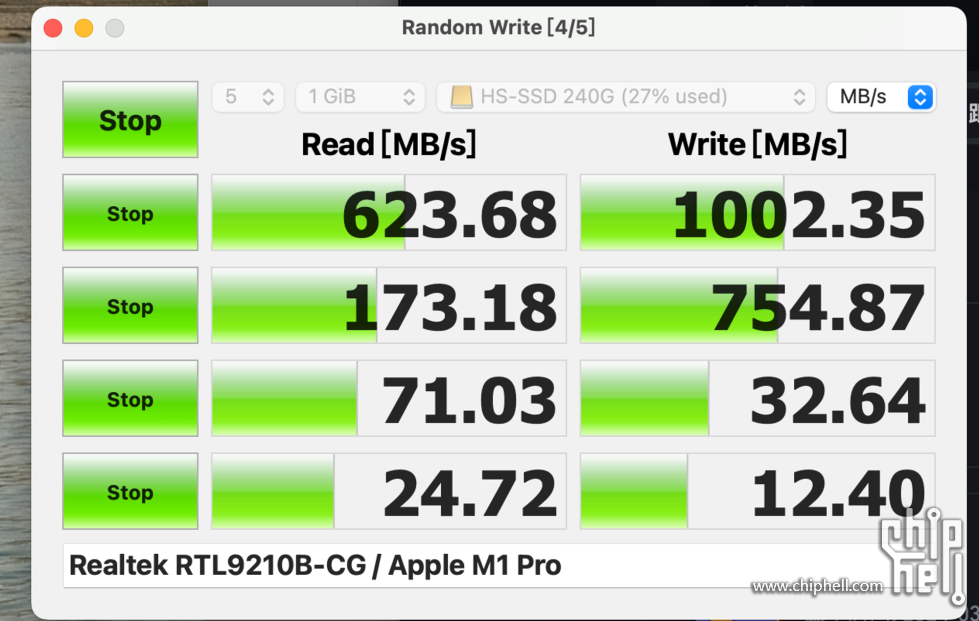 Random Write [4/5]
Stop
5
1 GiB
HS-SSD 240G (27% used)
MB/s
Read [MB/s]
Write [MB/s]
Stop
623.68
1002.35
Stop
173.18
754.87
Stop
71.03
32.64
Stop
24.72
12.40
Realtek RTL9210B-CG / Apple M1 Pro
www.chiphell.com
chip
hell